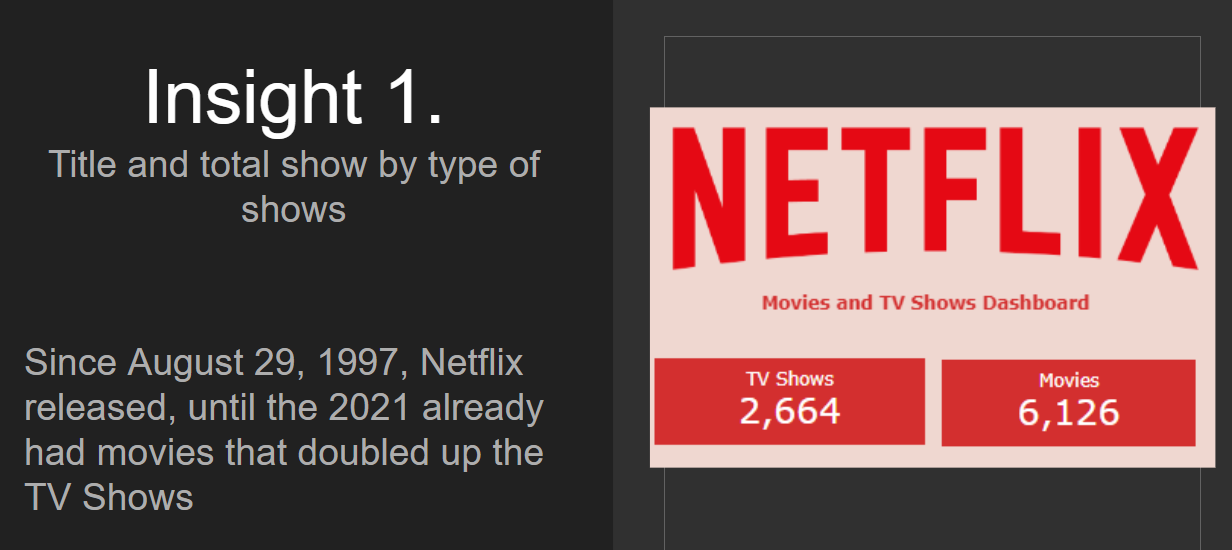 Insight 1.
Title and total show by type of
shows
Since August 29, 1997, Netflix
released, until the 2021 already
had movies that doubled up the
TV Shows
NETFLIX
Movies and TV Shows Dashboard
TV Shows
2,664
Movies
6,126